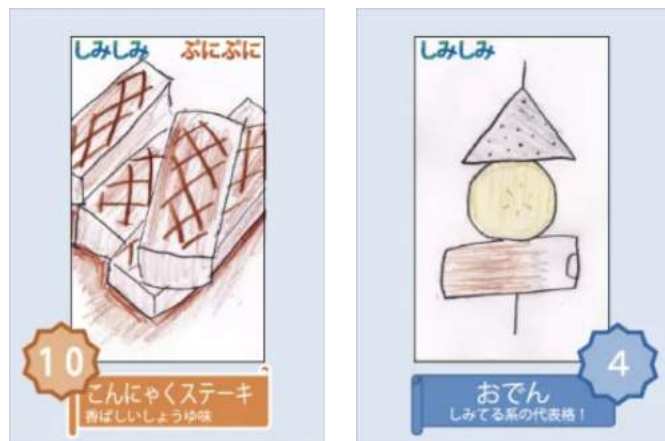 しみしみ ぷにぷに
10
こんにゃくステーキ
香ばしいしょうゆ味
しみしみ
4
おでん
しみてる系の代表格！